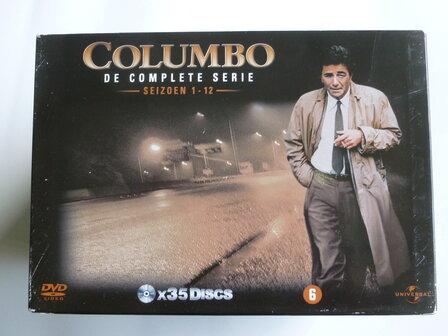 COLUMBO
DE COMPLETE SERIE
SEIZOEN 1 - 12
DVD
VIDEO
x35 DISCS
6
UNIVERSAL